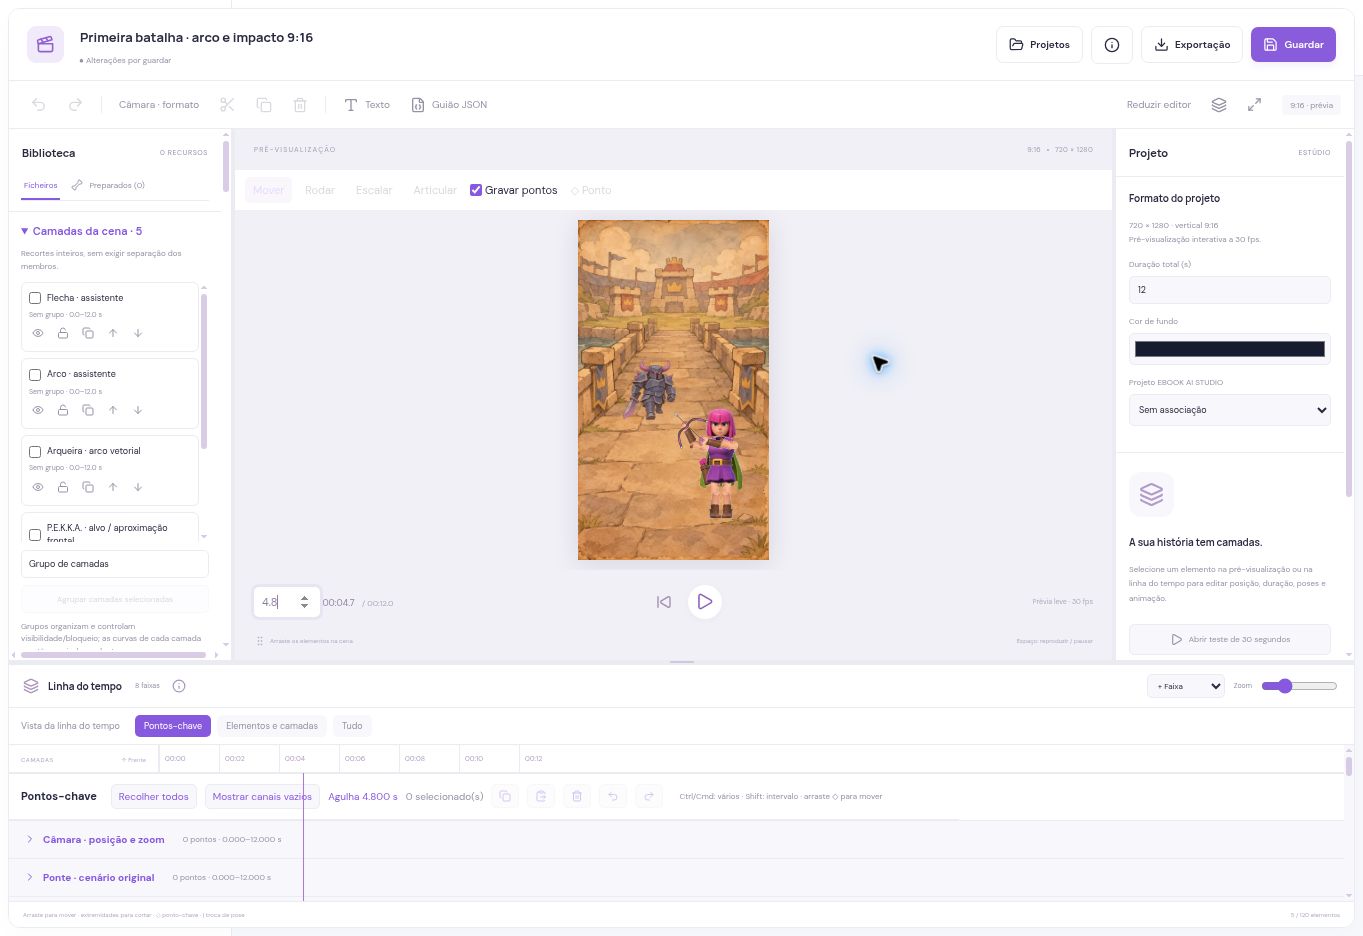 Primeira batalha · arco e impacto 9:16
Alterações por guardar
Projetos
Exportação
Guardar
Câmara · formato
Texto
Guião JSON
Reduzir editor
9:16 · prévia
Biblioteca
0 RECURSOS
Ficheiros
Preparados (0)
Camadas da cena · 5
Recortes inteiros, sem exigir separação dos
membros.
Flecha · assistente
Sem grupo · 0.0–12.0 s
Arco · assistente
Sem grupo · 0.0–12.0 s
Arqueira · arco vetorial
Sem grupo · 0.0–12.0 s
P.E.K.K.A. · alvo / aproximação
frontal
Grupo de camadas
Agrupar camadas selecionadas
Grupos organizam e controlam
visibilidade/bloqueio; as curvas de cada camada
PRÉ-VISUALIZAÇÃO
9:16 • 720 × 1280
Mover
Rodar
Escalar
Articular
Gravar pontos
◇ Ponto
4.8
00:04.7
/ 00:12.0
Prévia leve · 30 fps
Arraste os elementos na cena
Espaço: reproduzir / pausar
Projeto
ESTÚDIO
Formato do projeto
720 × 1280 · vertical 9:16
Pré-visualização interativa a 30 fps.
Duração total (s)
12
Cor de fundo
Projeto EBOOK AI STUDIO
Sem associação
A sua história tem camadas.
Selecione um elemento na pré-visualização ou na
linha do tempo para editar posição, duração, poses e
animação.
Abrir teste de 30 segundos
Linha do tempo
8 faixas
+ Faixa
Zoom
Vista da linha do tempo
Pontos-chave
Elementos e camadas
Tudo
CAMADAS
↑ Frente
00:00
00:02
00:04
00:06
00:08
00:10
00:12
Pontos-chave
Recolher todos
Mostrar canais vazios
Agulha 4.800 s
0 selecionado(s)
Ctrl/Cmd: vários · Shift: intervalo · arraste ◇ para mover
Câmara · posição e zoom
0 pontos · 0.000–12.000 s
Ponte · cenário original
0 pontos · 0.000–12.000 s
Arraste para mover · extremidades para cortar · ◇ ponto-chave · | troca de pose
5 / 120 elementos